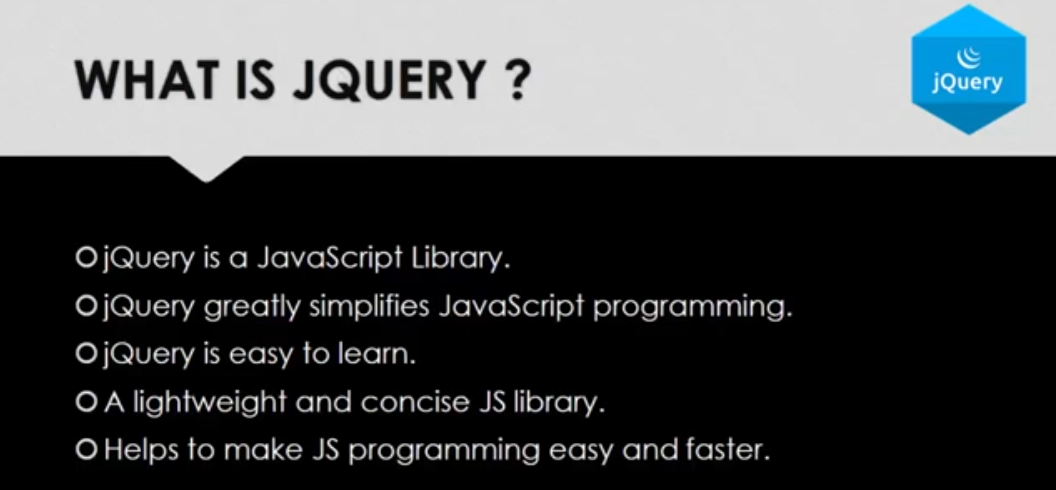 WHAT IS JQUERY ?
jQuery
jQuery is a JavaScript Library.
jQuery greatly simplifies JavaScript programming.
jQuery is easy to learn.
A lightweight and concise JS library.
Helps to make JS programming easy and faster.